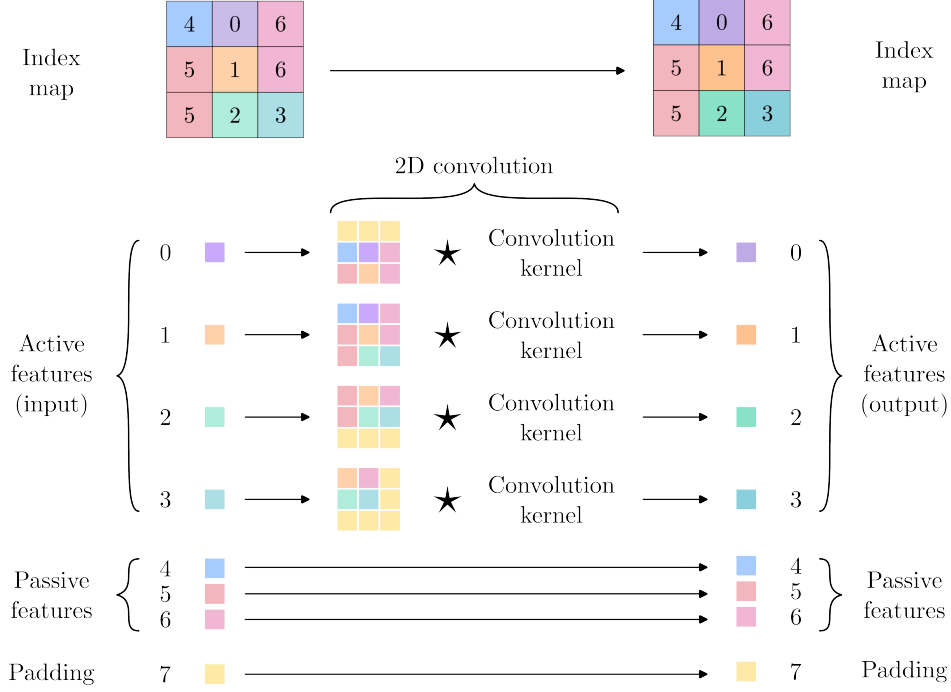 4 0 6
5 1 6
5 2 3
Index
map
4 0 6
5 1 6
5 2 3
Index
map
2D convolution
Active
features
(input)
0
Convolution
kernel
0
1
Convolution
kernel
1
2
Convolution
kernel
2
3
Convolution
kernel
3
Active
features
(output)
Passive
features
4
5
6
4
5
6
Passive
features
Padding 7
7 Padding